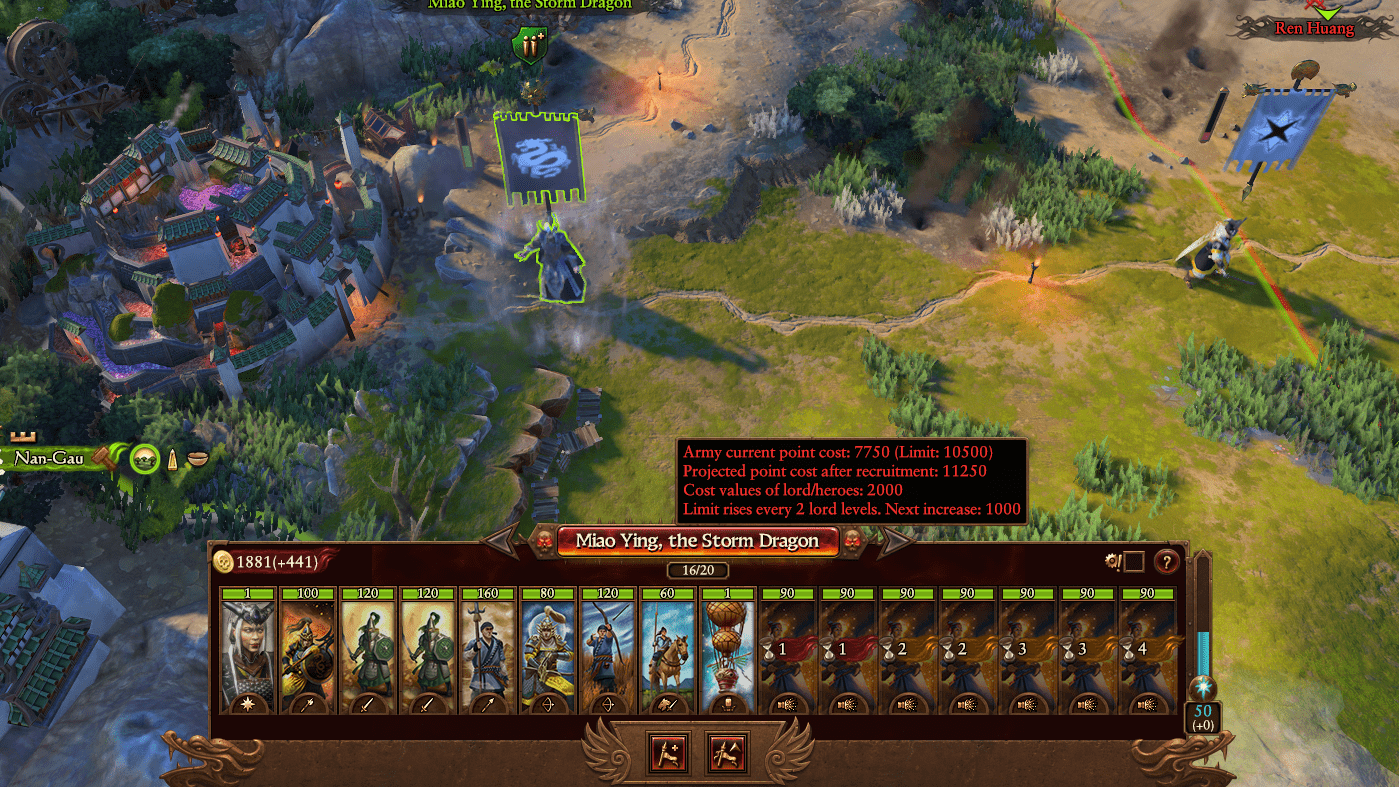 Miao Ying, the Storm Dragon
Ren Huang
Nan-Gau
Army current point cost: 7750 (Limit: 10500)
Projected point cost after recruitment: 11250
Cost values of lord/heroes: 2000
Limit rises every 2 lord levels. Next increase: 1000
Miao Ying, the Storm Dragon
16/20
1881(+441)
?
1 100 120 120 160 80 120 60 1 90 90 90 90 90 90 90
1 1 2 2 3 3 4
50
(+0)